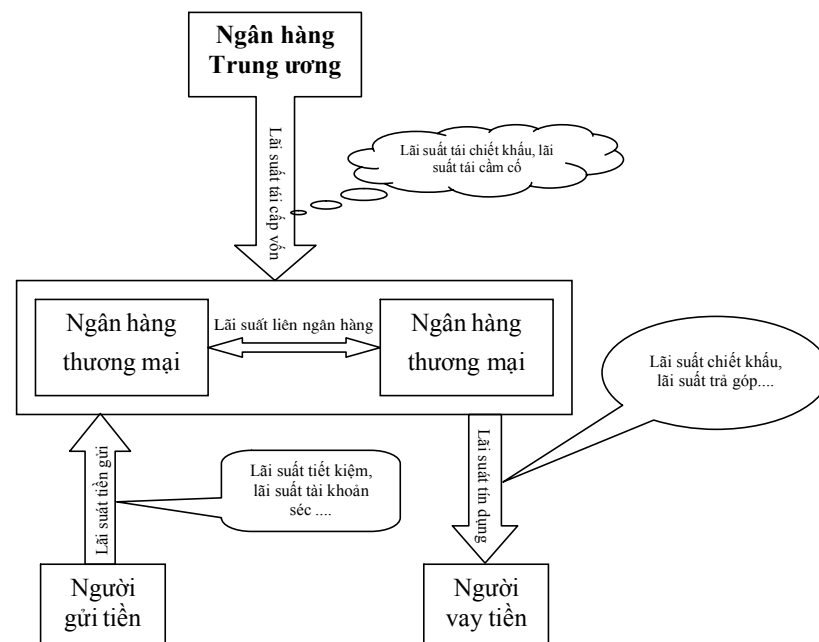 Ngân hàng
Trung ương
Lãi suất tái cấp vốn
Lãi suất tái chiết khấu, lãi
suất tái cầm cố
Ngân hàng
thương mại
Lãi suất liên ngân hàng
Ngân hàng
thương mại
Lãi suất chiết khấu,
lãi suất trả góp....
Lãi suát tiền gửi
Lãi suất tiết kiệm,
lãi suất tài khoản
séc ....
Lãi suất tín dụng
Người
gửi tiền
Người
vay tiền